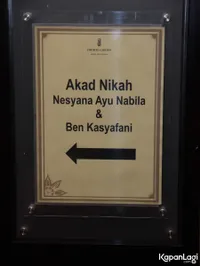 Akad Nikah
Nesyana Ayu Nabila
&
Ben Kasyafani
KapanLagi